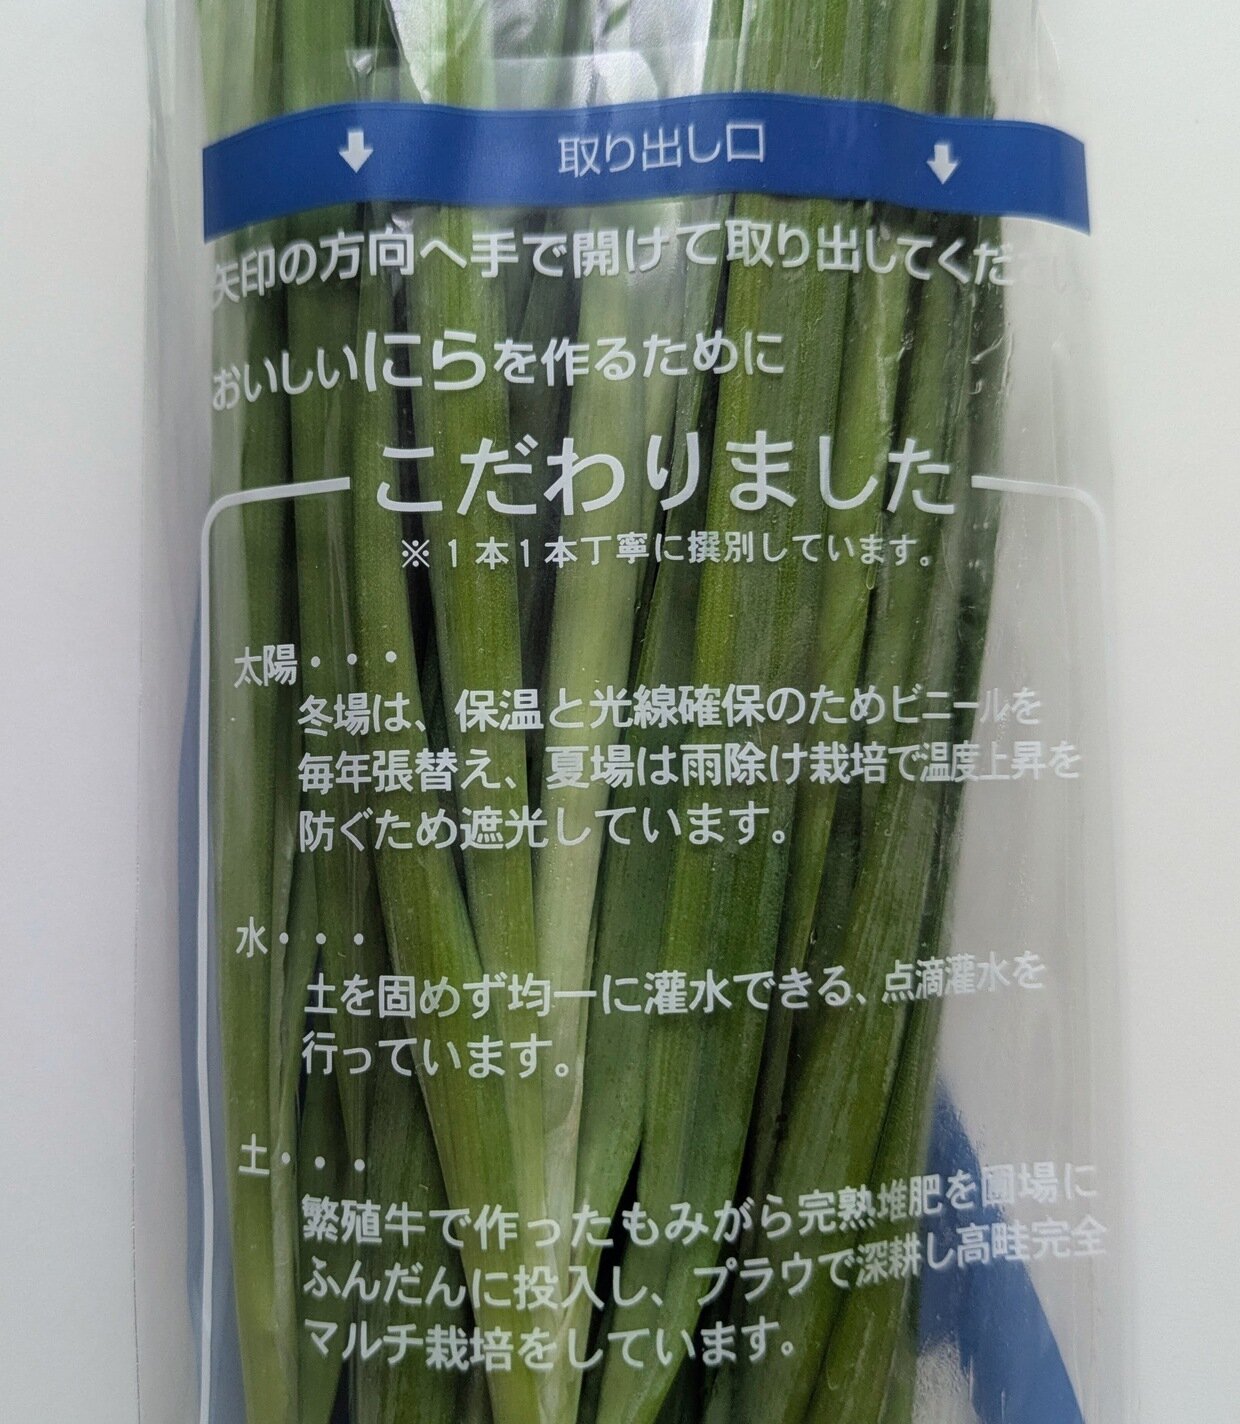 取り出し口
矢印の方向へ手で開けて取り出してくだ
おいしいにらを作るために
こだわりました
※1本1本丁寧に撰別しています。
太陽・・・
冬場は、保温と光線確保のためビニールを
毎年張替え、夏場は雨除け栽培で温度上昇を
防ぐため遮光しています。
水・・・
土を固めず均一に灌水できる、点滴灌水を
行っています。
土・・・
繁殖牛で作ったもみがら完熟堆肥を圃場に
ふんだんに投入し、プラウで深耕し高畦完全
マルチ栽培をしています。